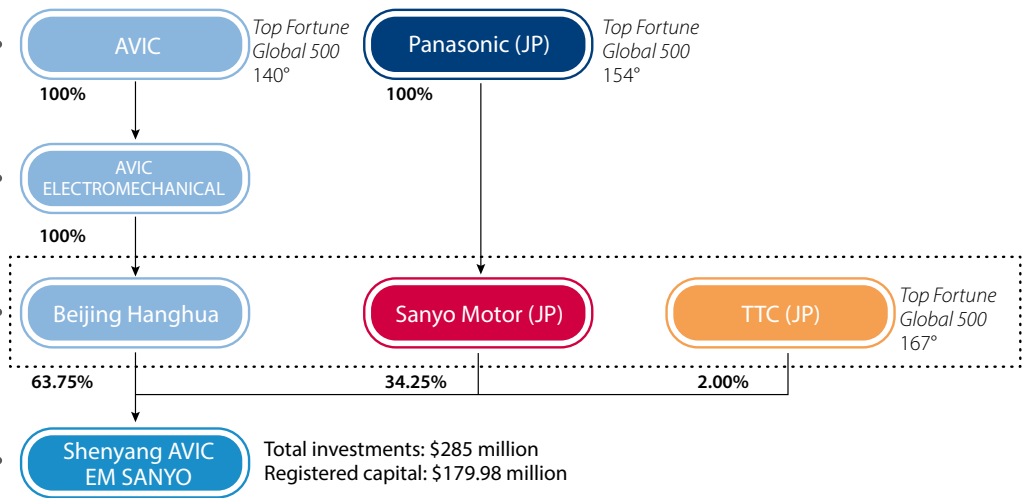 AVIC
Top Fortune
Global 500
140°
Panasonic (JP)
Top Fortune
Global 500
154°
100%
100%
AVIC
ELECTROMECHANICAL
100%
Beijing Hanghua
Sanyo Motor (JP)
TTC (JP)
Top Fortune
Global 500
167°
63.75%
34.25%
2.00%
Shenyang AVIC
EM SANYO
Total investments: $285 million
Registered capital: $179.98 million